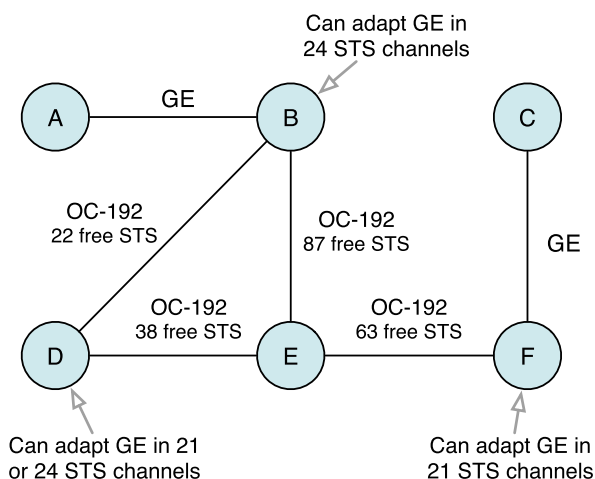 Can adapt GE in
24 STS channels
A
GE
B
C
OC-192
22 free STS
OC-192
87 free STS
GE
OC-192
38 free STS
OC-192
63 free STS
D
E
F
Can adapt GE in 21
or 24 STS channels
Can adapt GE in
21 STS channels